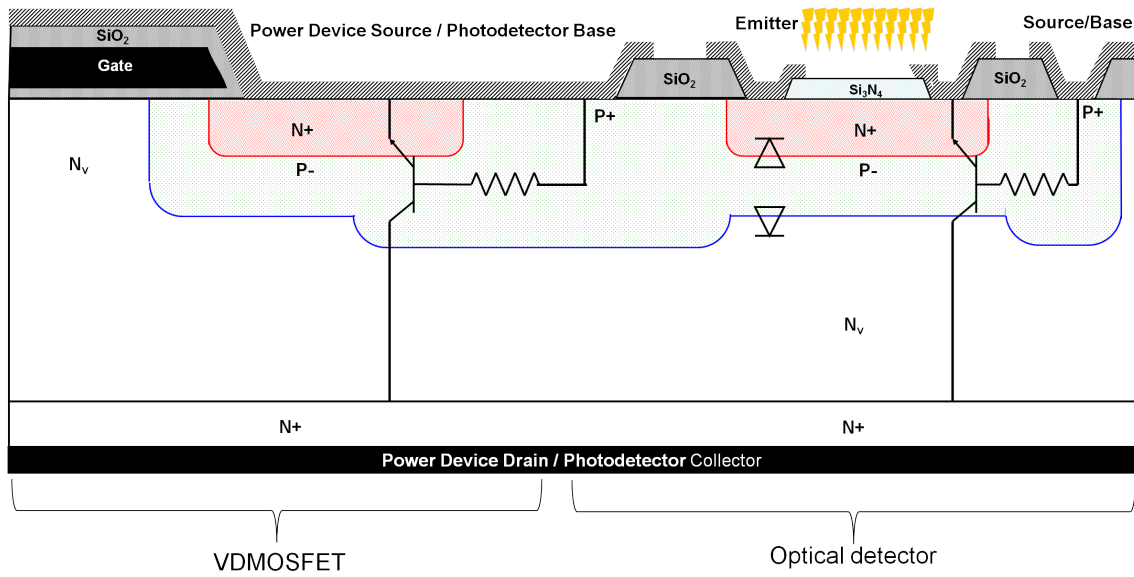 Power Device Source / Photodetector Base
Emitter
Source/Base
SiO₂
Gate
SiO₂
Si₃N₄
SiO₂
N+
P+
N+
P+
Nᵥ
P-
P-
Nᵥ
N+
N+
Power Device Drain / Photodetector Collector
VDMOSFET
Optical detector